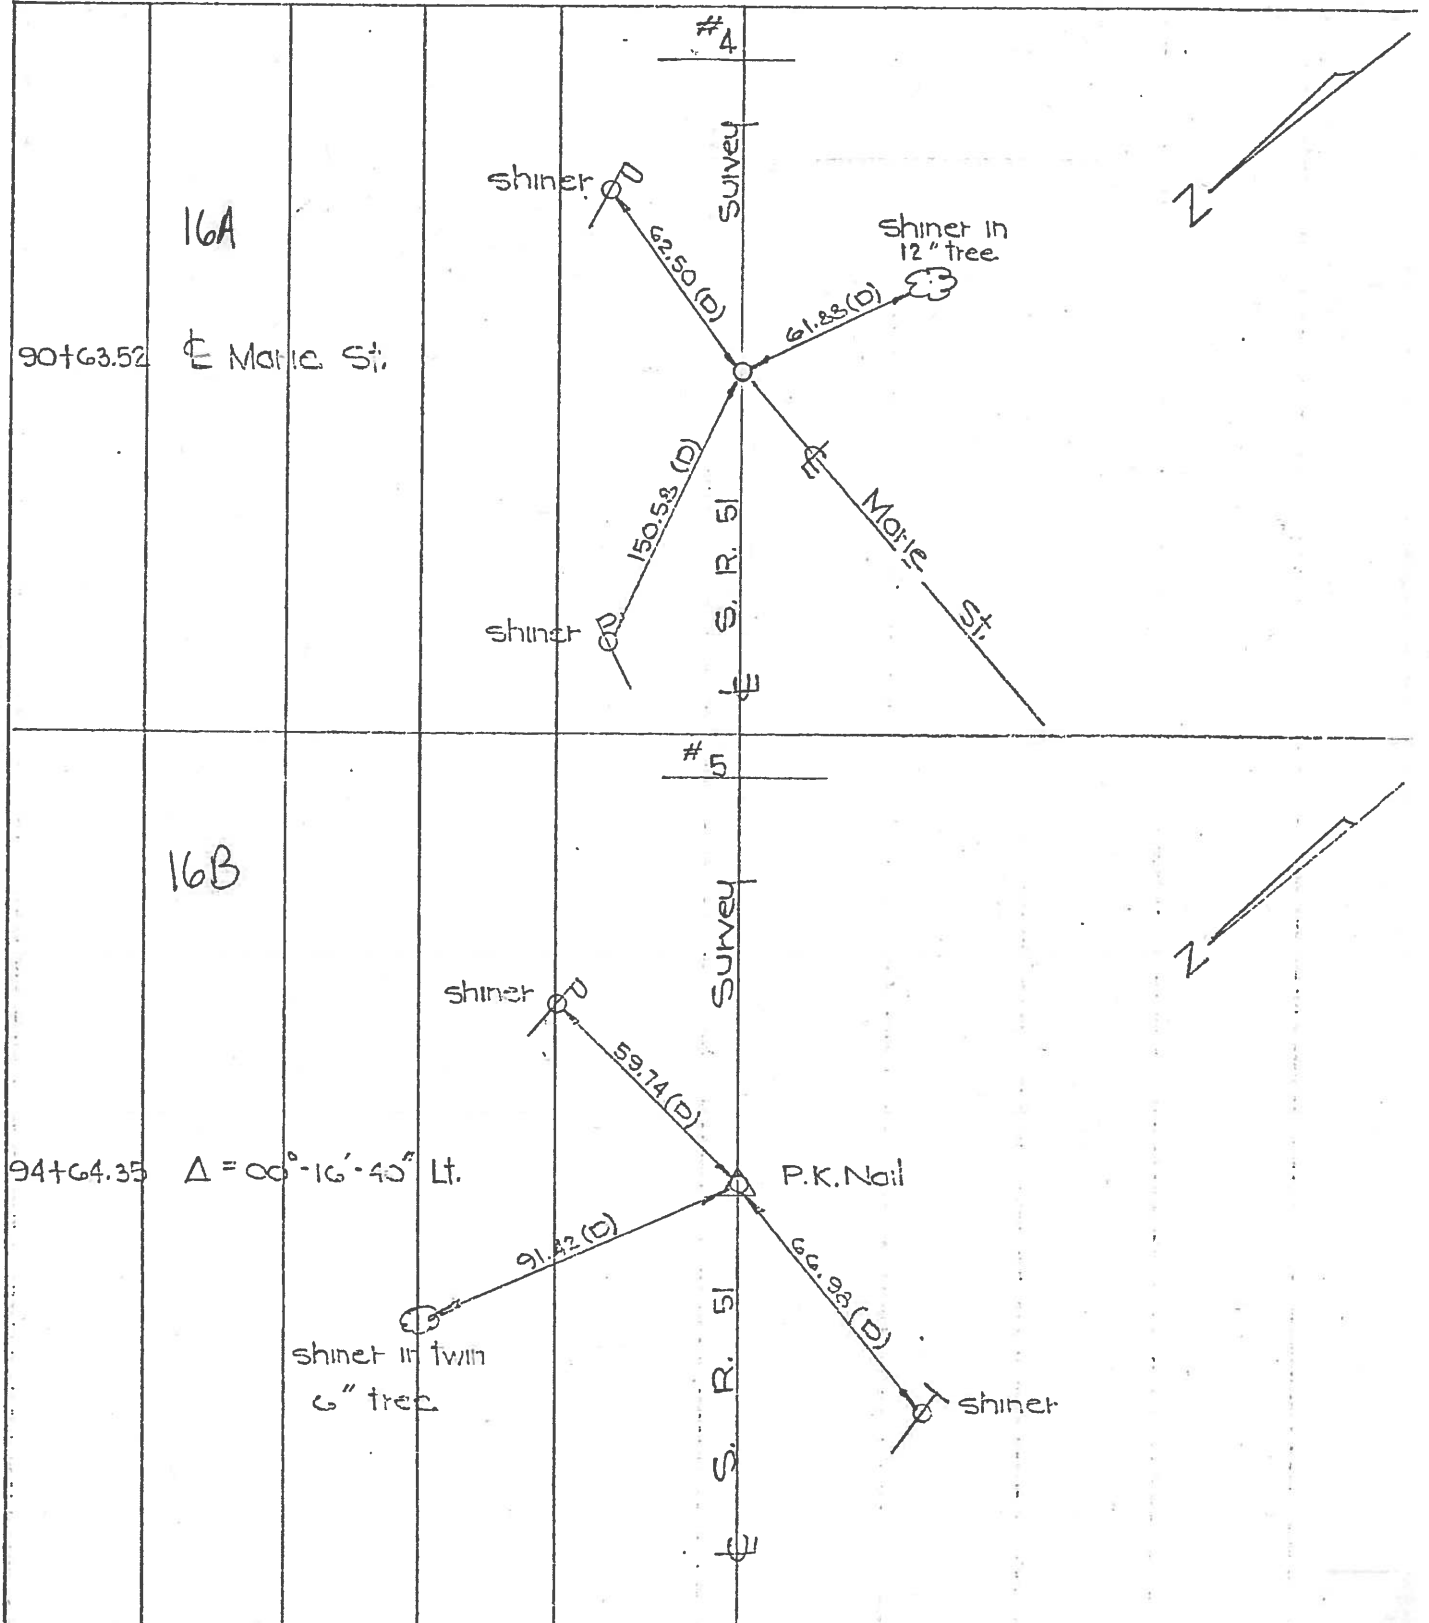 #4
Survey
shiner
N
16A
shiner in
12" tree
62.50 (D)
61.88 (D)
90+63.52 ℄ Marie St.
150.58 (D)
℄ Marie St.
shiner
℄ S. R. 51
#5
16B
Survey
N
shiner
59.74 (D)
94+64.35 Δ = 00°-16'-40" Lt.
P.K. Nail
91.42 (D)
66.98 (D)
shiner in twin
6" tree
shiner
℄ S. R. 51